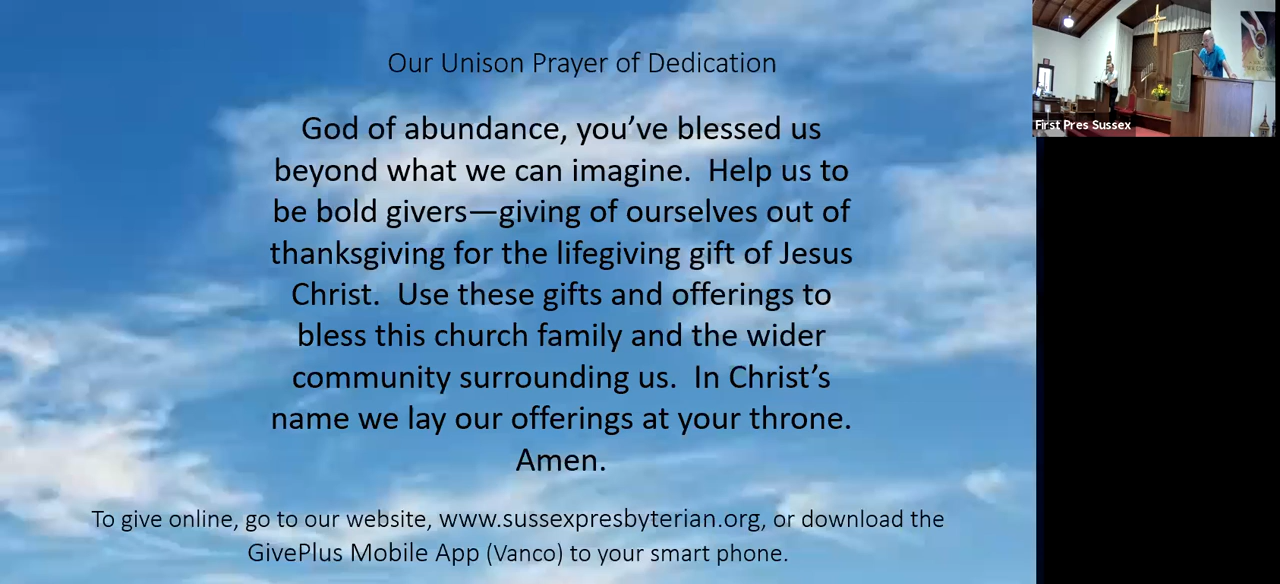 Our Unison Prayer of Dedication
God of abundance, you’ve blessed us
beyond what we can imagine.  Help us to
be bold givers—giving of ourselves out of
thanksgiving for the lifegiving gift of Jesus
Christ.  Use these gifts and offerings to
bless this church family and the wider
community surrounding us.  In Christ’s
name we lay our offerings at your throne.
Amen.
To give online, go to our website, www.sussexpresbyterian.org, or download the
GivePlus Mobile App (Vanco) to your smart phone.
First Pres Sussex